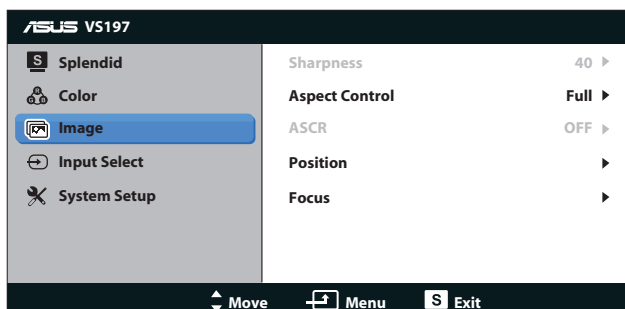 ASUS VS197
S Splendid
Color
Image
Input Select
System Setup
Sharpness 40
Aspect Control Full
ASCR OFF
Position
Focus
Move Menu S Exit